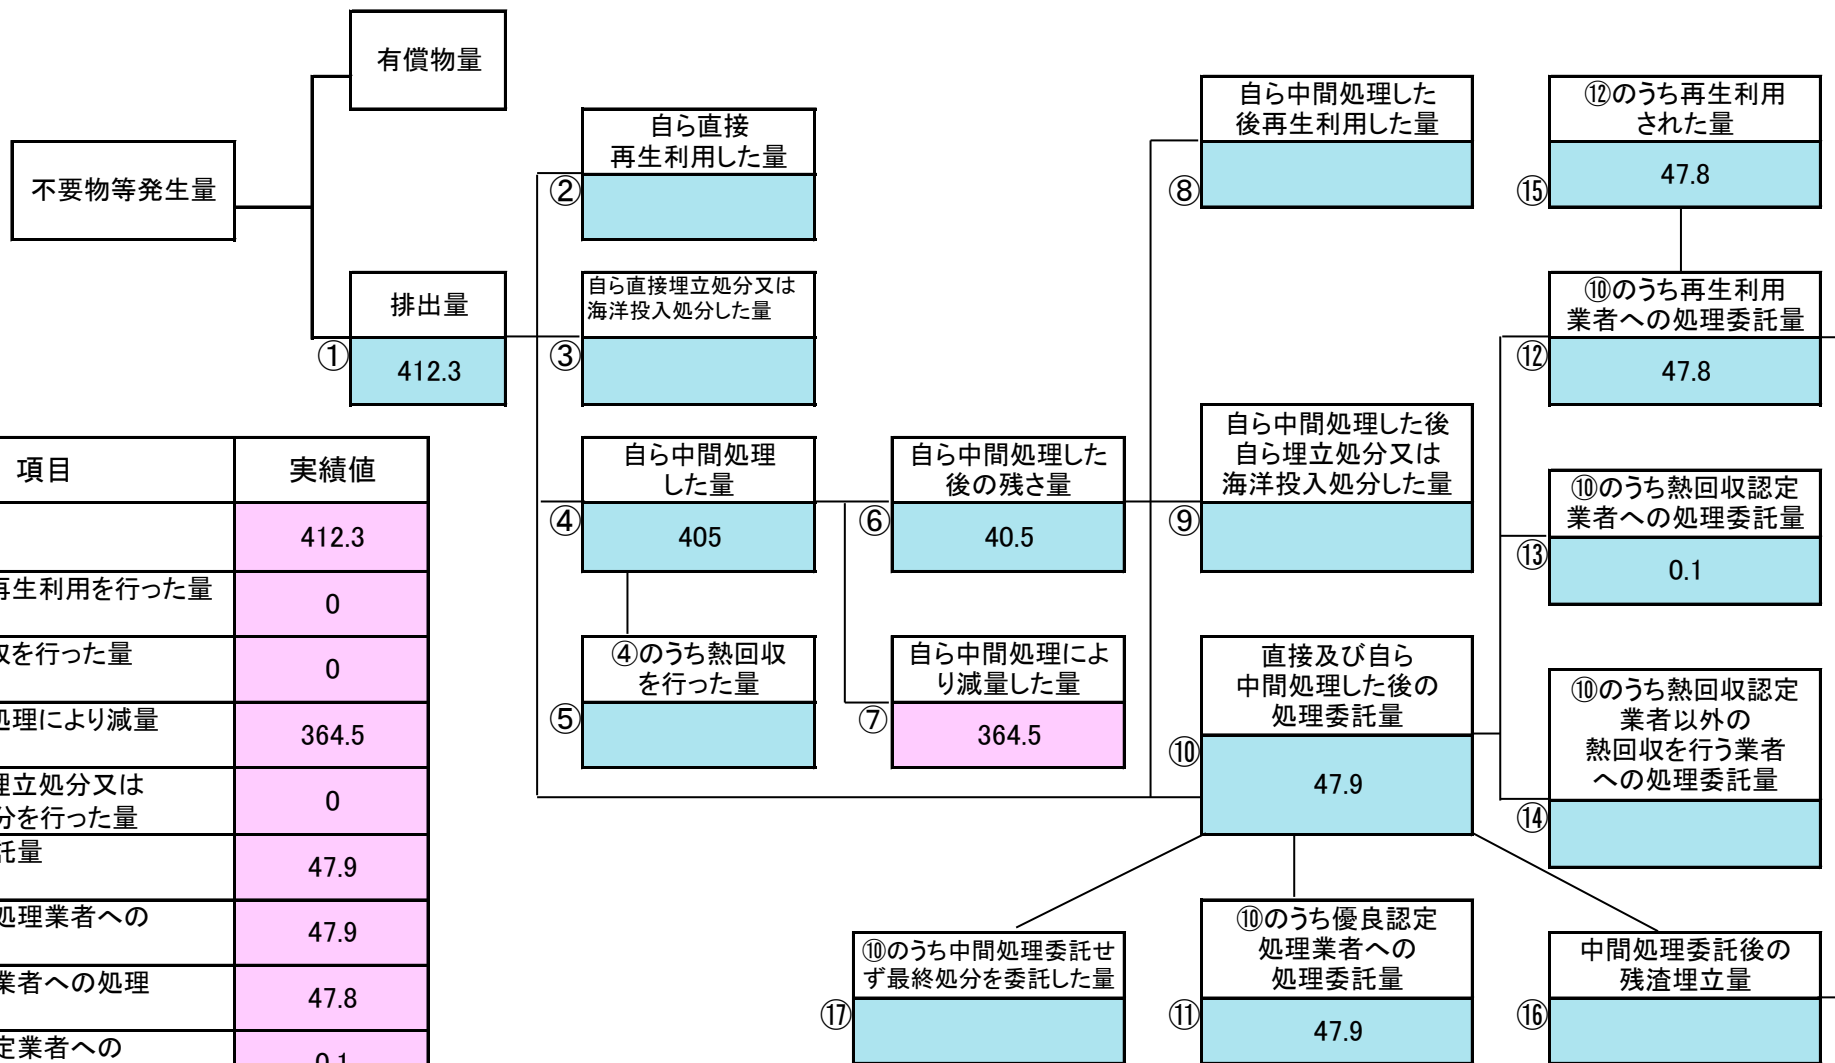 有償物量
不要物等発生量
排出量
①
412.3
自ら直接
再生利用した量
②
自ら直接埋立処分又は
海洋投入処分した量
③
自ら中間処理
した量
④
405
④のうち熱回収
を行った量
⑤
自ら中間処理した
後の残さ量
⑥
40.5
自ら中間処理によ
り減量した量
⑦
364.5
自ら中間処理した
後再生利用した量
⑧
自ら中間処理した後
自ら埋立処分又は
海洋投入処分した量
⑨
直接及び自ら
中間処理した後の
処理委託量
⑩
47.9
⑫のうち再生利用
された量
⑮
47.8
⑩のうち再生利用
業者への処理委託量
⑫
47.8
⑩のうち熱回収認定
業者への処理委託量
⑬
0.1
⑩のうち熱回収認定
業者以外の
熱回収を行う業者
への処理委託量
⑭
⑩のうち中間処理委託せ
ず最終処分を委託した量
⑰
⑩のうち優良認定
処理業者への
処理委託量
⑪
47.9
中間処理委託後の
残渣埋立量
⑯
項目 実績値
412.3
再生利用を行った量
0
を行った量
0
処理により減量
364.5
埋立処分又は
分を行った量
0
託量
47.9
処理業者への
47.9
業者への処理
47.8
定業者への
0.1